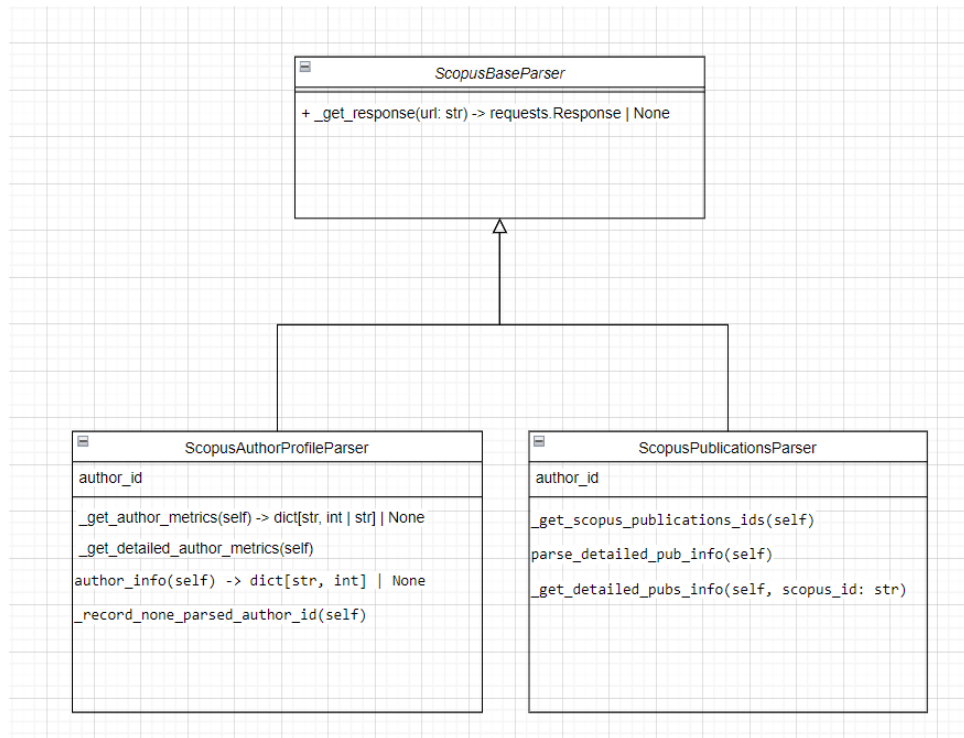 ScopusBaseParser
+ _get_response(url: str) -> requests.Response | None
ScopusAuthorProfileParser
author_id
_get_author_metrics(self) -> dict[str, int | str] | None
_get_detailed_author_metrics(self)
author_info(self) -> dict[str, int] | None
_record_none_parsed_author_id(self)
ScopusPublicationsParser
author_id
_get_scopus_publications_ids(self)
parse_detailed_pub_info(self)
_get_detailed_pubs_info(self, scopus_id: str)